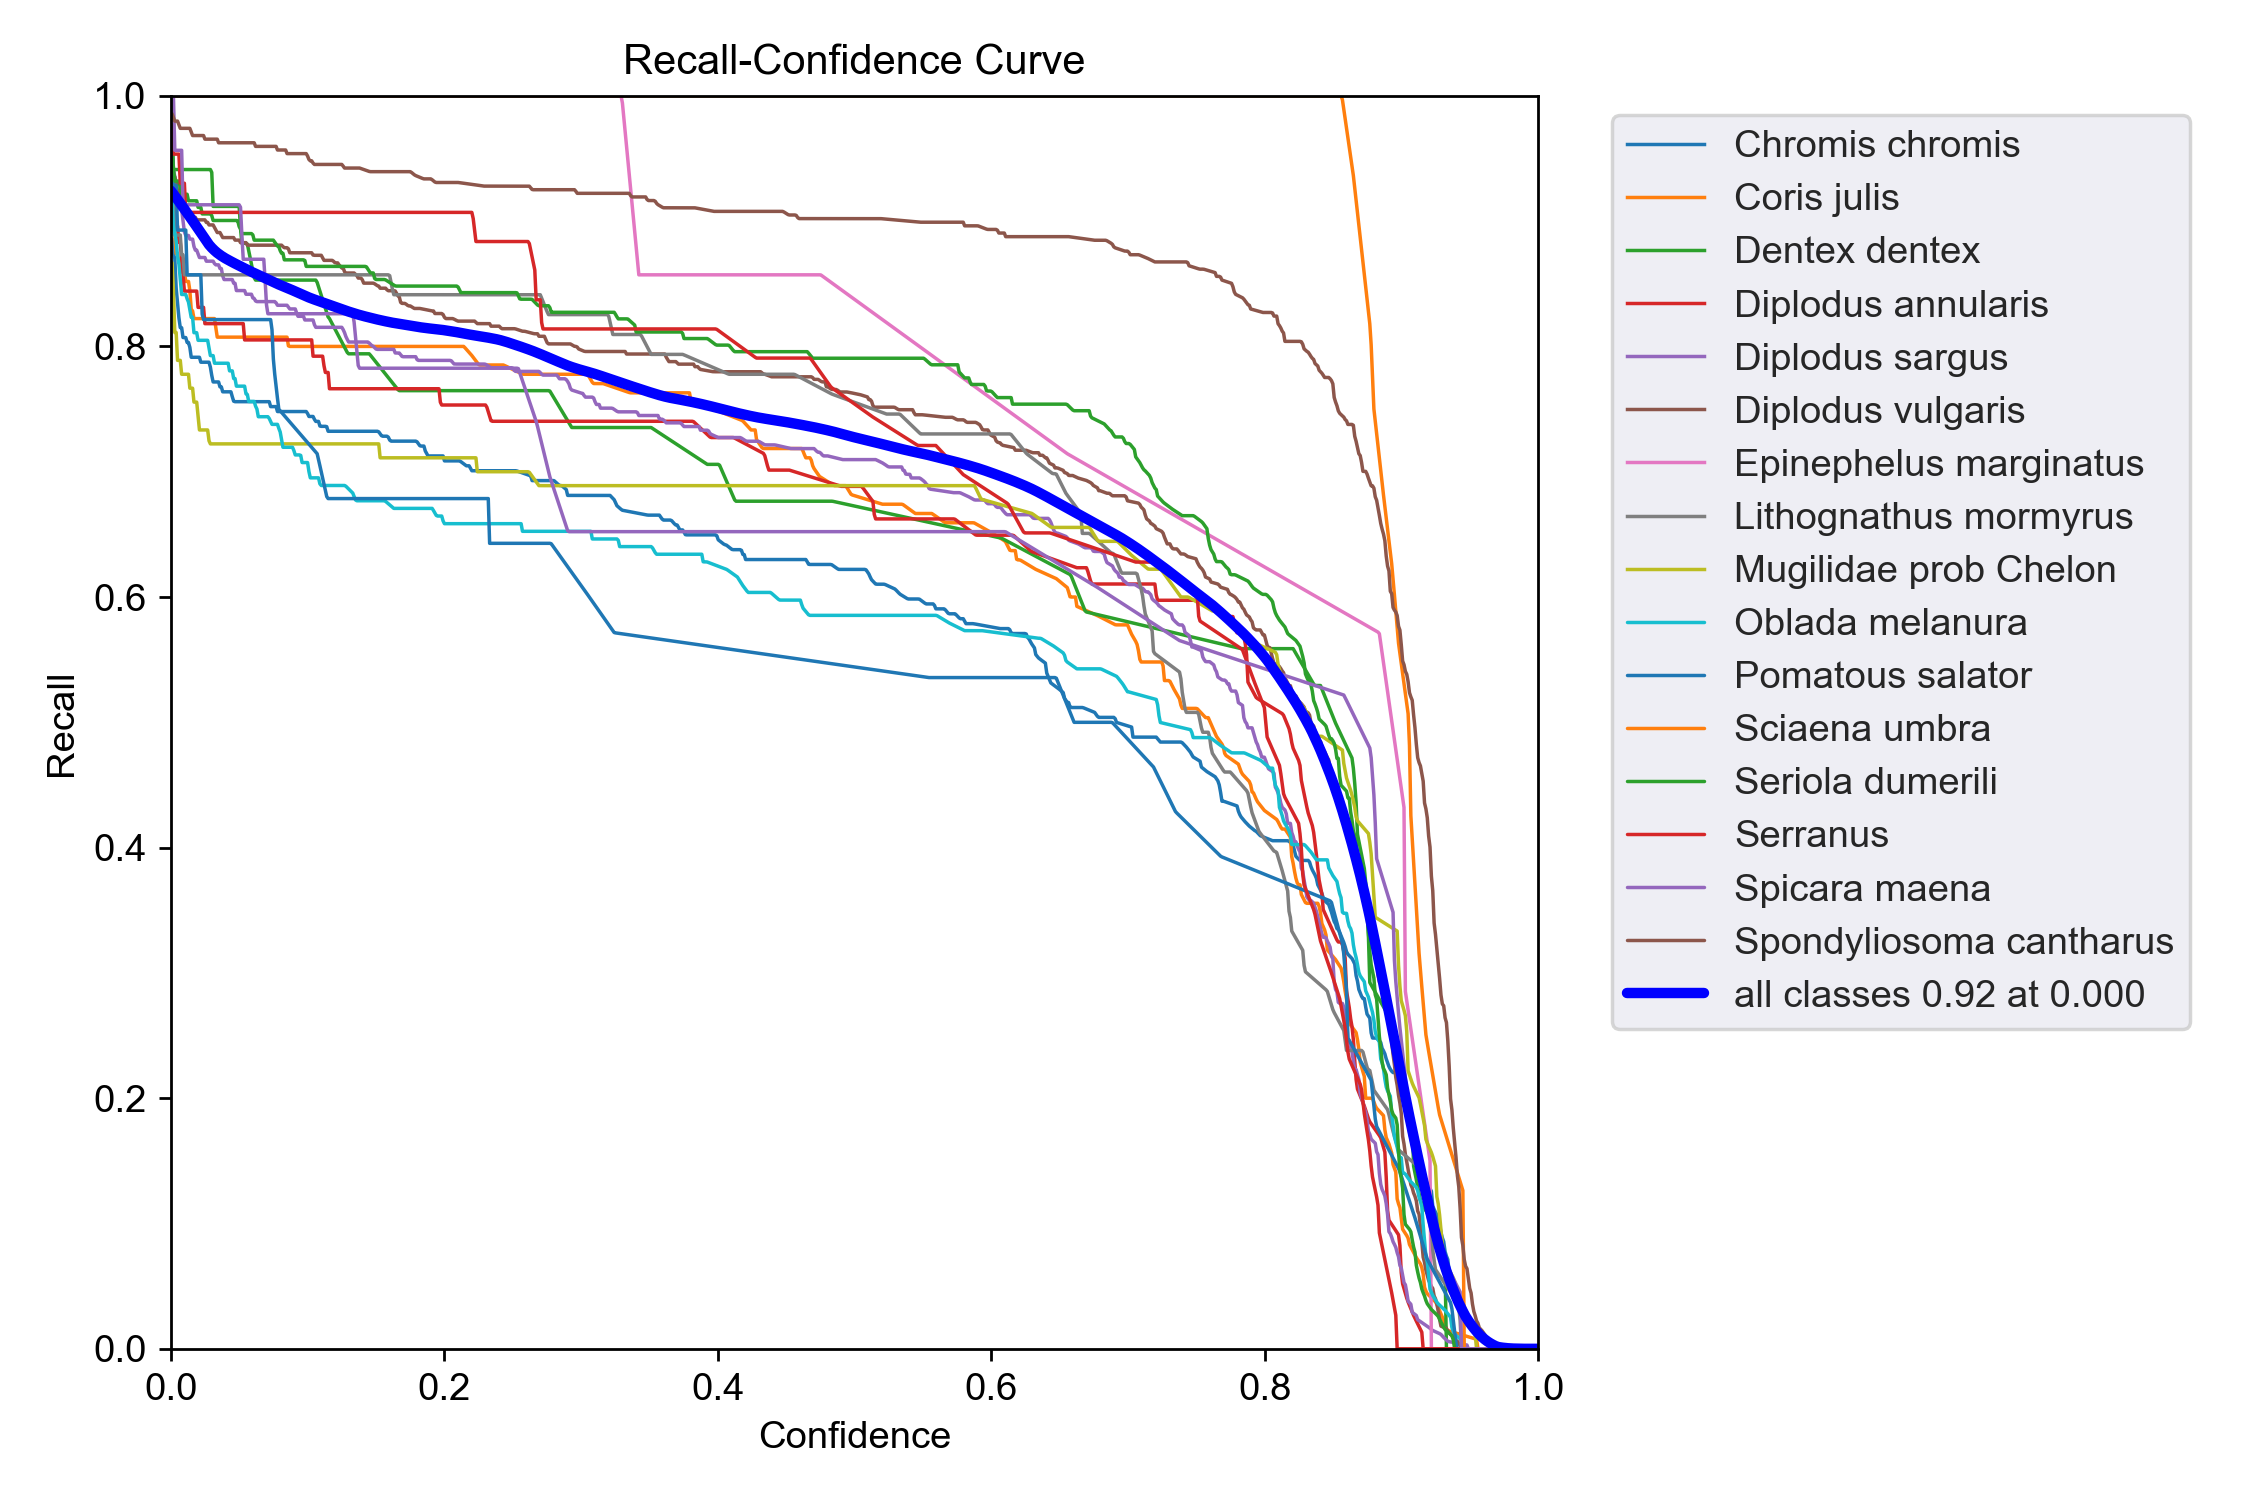 Recall-Confidence Curve
1.0
0.8
0.6
0.4
0.2
0.0
Recall
0.0 0.2 0.4 0.6 0.8 1.0
Confidence
Chromis chromis
Coris julis
Dentex dentex
Diplodus annularis
Diplodus sargus
Diplodus vulgaris
Epinephelus marginatus
Lithognathus mormyrus
Mugilidae prob Chelon
Oblada melanura
Pomatous salator
Sciaena umbra
Seriola dumerili
Serranus
Spicara maena
Spondyliosoma cantharus
all classes 0.92 at 0.000